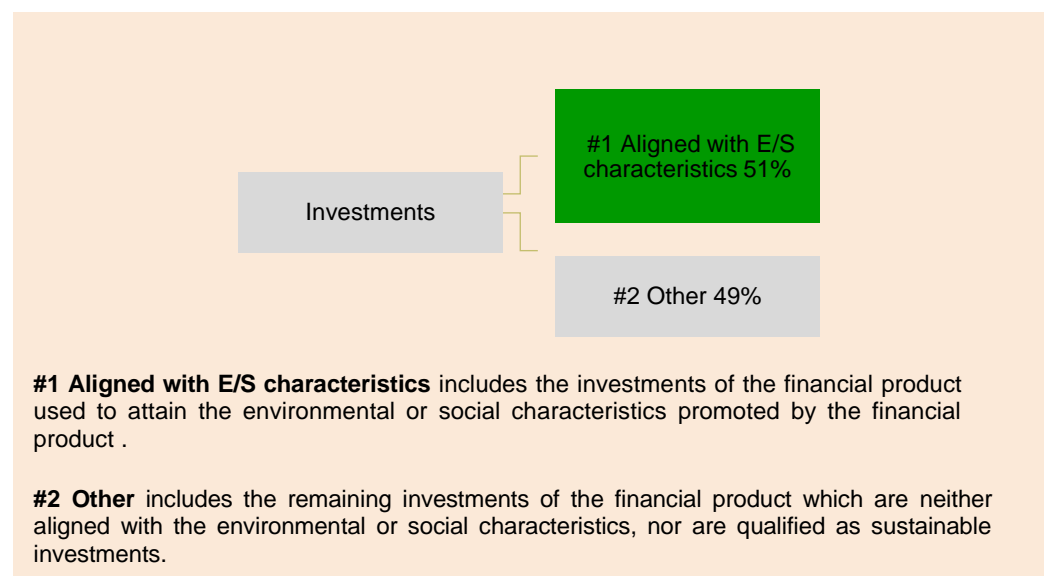 #1 Aligned with E/S
characteristics 51%
Investments
#2 Other 49%
#1 Aligned with E/S characteristics includes the investments of the financial product
used to attain the environmental or social characteristics promoted by the financial
product .
#2 Other includes the remaining investments of the financial product which are neither
aligned with the environmental or social characteristics, nor are qualified as sustainable
investments.